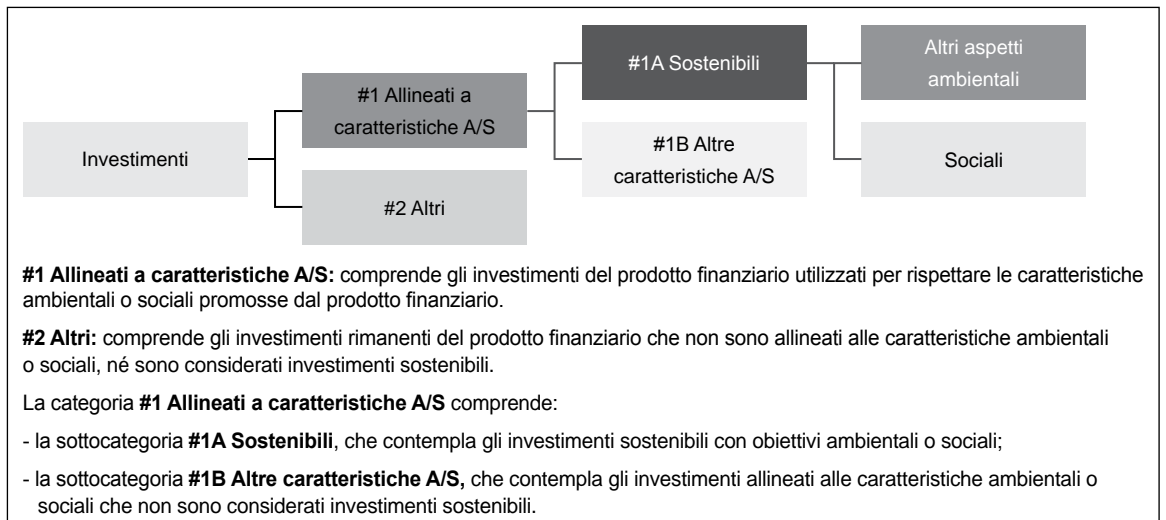 Investimenti
#1 Allineati a
caratteristiche A/S
#2 Altri
#1A Sostenibili
#1B Altre
caratteristiche A/S
Altri aspetti
ambientali
Sociali
#1 Allineati a caratteristiche A/S: comprende gli investimenti del prodotto finanziario utilizzati per rispettare le caratteristiche
ambientali o sociali promosse dal prodotto finanziario.
#2 Altri: comprende gli investimenti rimanenti del prodotto finanziario che non sono allineati alle caratteristiche ambientali
o sociali, né sono considerati investimenti sostenibili.
La categoria #1 Allineati a caratteristiche A/S comprende:
- la sottocategoria #1A Sostenibili, che contempla gli investimenti sostenibili con obiettivi ambientali o sociali;
- la sottocategoria #1B Altre caratteristiche A/S, che contempla gli investimenti allineati alle caratteristiche ambientali o
sociali che non sono considerati investimenti sostenibili.